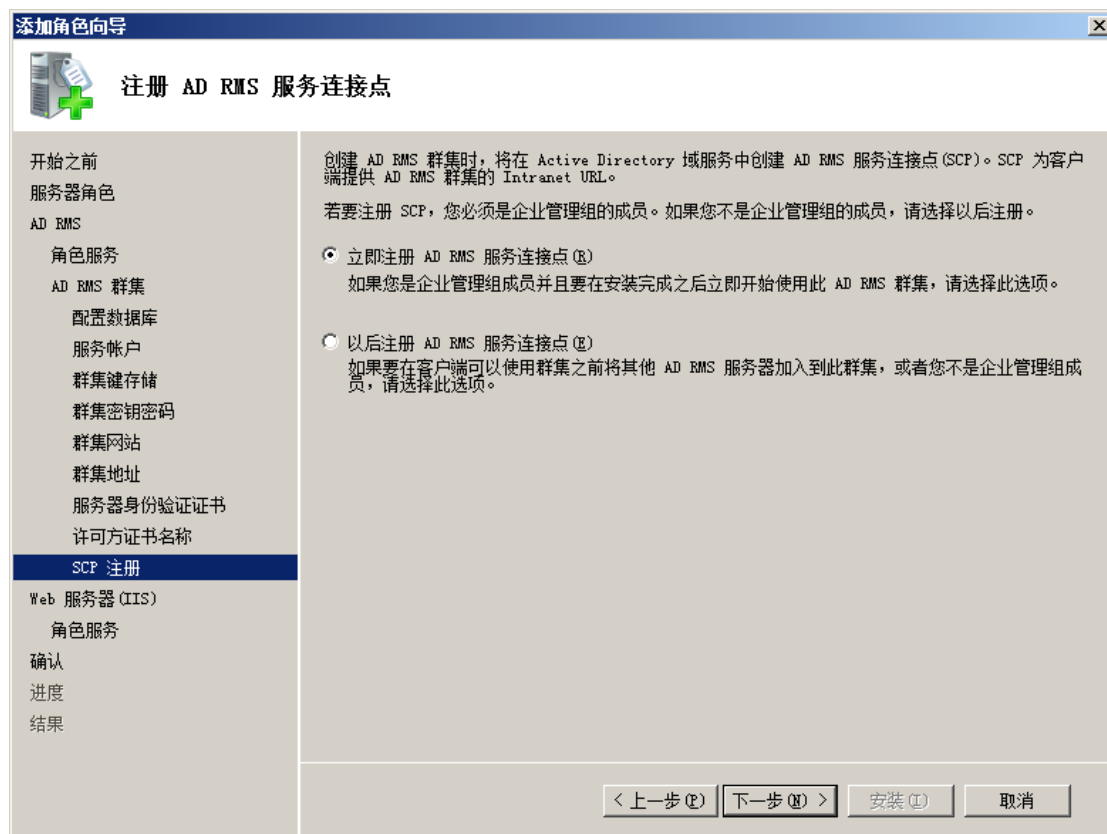 添加角色向导
注册 AD RMS 服务连接点
开始之前
服务器角色
AD RMS
角色服务
AD RMS 群集
配置数据库
服务帐户
群集键存储
群集密钥密码
群集网站
群集地址
服务器身份验证证书
许可方证书名称
SCP 注册
Web 服务器(IIS)
角色服务
确认
进度
结果
创建 AD RMS 群集时，将在 Active Directory 域服务中创建 AD RMS 服务连接点(SCP)。SCP 为客户
端提供 AD RMS 群集的 Intranet URL。
若要注册 SCP，您必须是企业管理组的成员。如果您不是企业管理组的成员，请选择以后注册。
立即注册 AD RMS 服务连接点(R)
如果您是企业管理组成员并且要在安装完成之后立即开始使用此 AD RMS 群集，请选择此选项。
以后注册 AD RMS 服务连接点(E)
如果要在客户端可以使用群集之前将其他 AD RMS 服务器加入到此群集，或者您不是企业管理组成
员，请选择此选项。
< 上一步(P) 下一步(N) > 安装(I) 取消